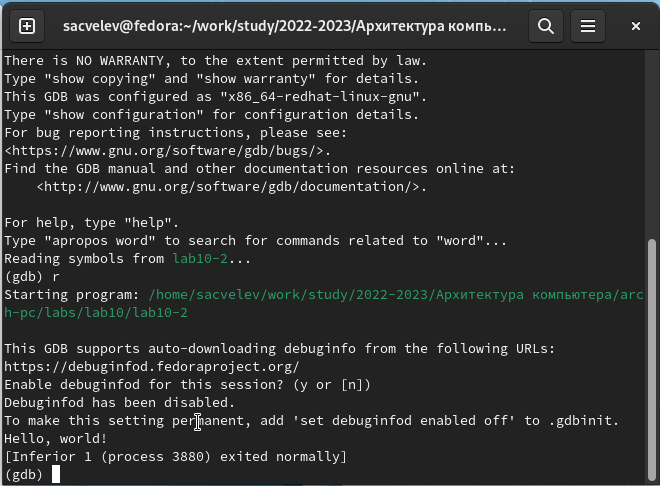 sacvelev@fedora:~/work/study/2022-2023/Архитектура компь...
There is NO WARRANTY, to the extent permitted by law.
Type "show copying" and "show warranty" for details.
This GDB was configured as "x86_64-redhat-linux-gnu".
Type "show configuration" for configuration details.
For bug reporting instructions, please see:
<https://www.gnu.org/software/gdb/bugs/>.
Find the GDB manual and other documentation resources online at:
    <http://www.gnu.org/software/gdb/documentation/>.

For help, type "help".
Type "apropos word" to search for commands related to "word"...
Reading symbols from lab10-2...
(gdb) r
Starting program: /home/sacvelev/work/study/2022-2023/Архитектура компьютера/arc
h-pc/labs/lab10/lab10-2

This GDB supports auto-downloading debuginfo from the following URLs:
https://debuginfod.fedoraproject.org/
Enable debuginfod for this session? (y or [n])
Debuginfod has been disabled.
To make this setting permanent, add 'set debuginfod enabled off' to .gdbinit.
Hello, world!
[Inferior 1 (process 3880) exited normally]
(gdb)